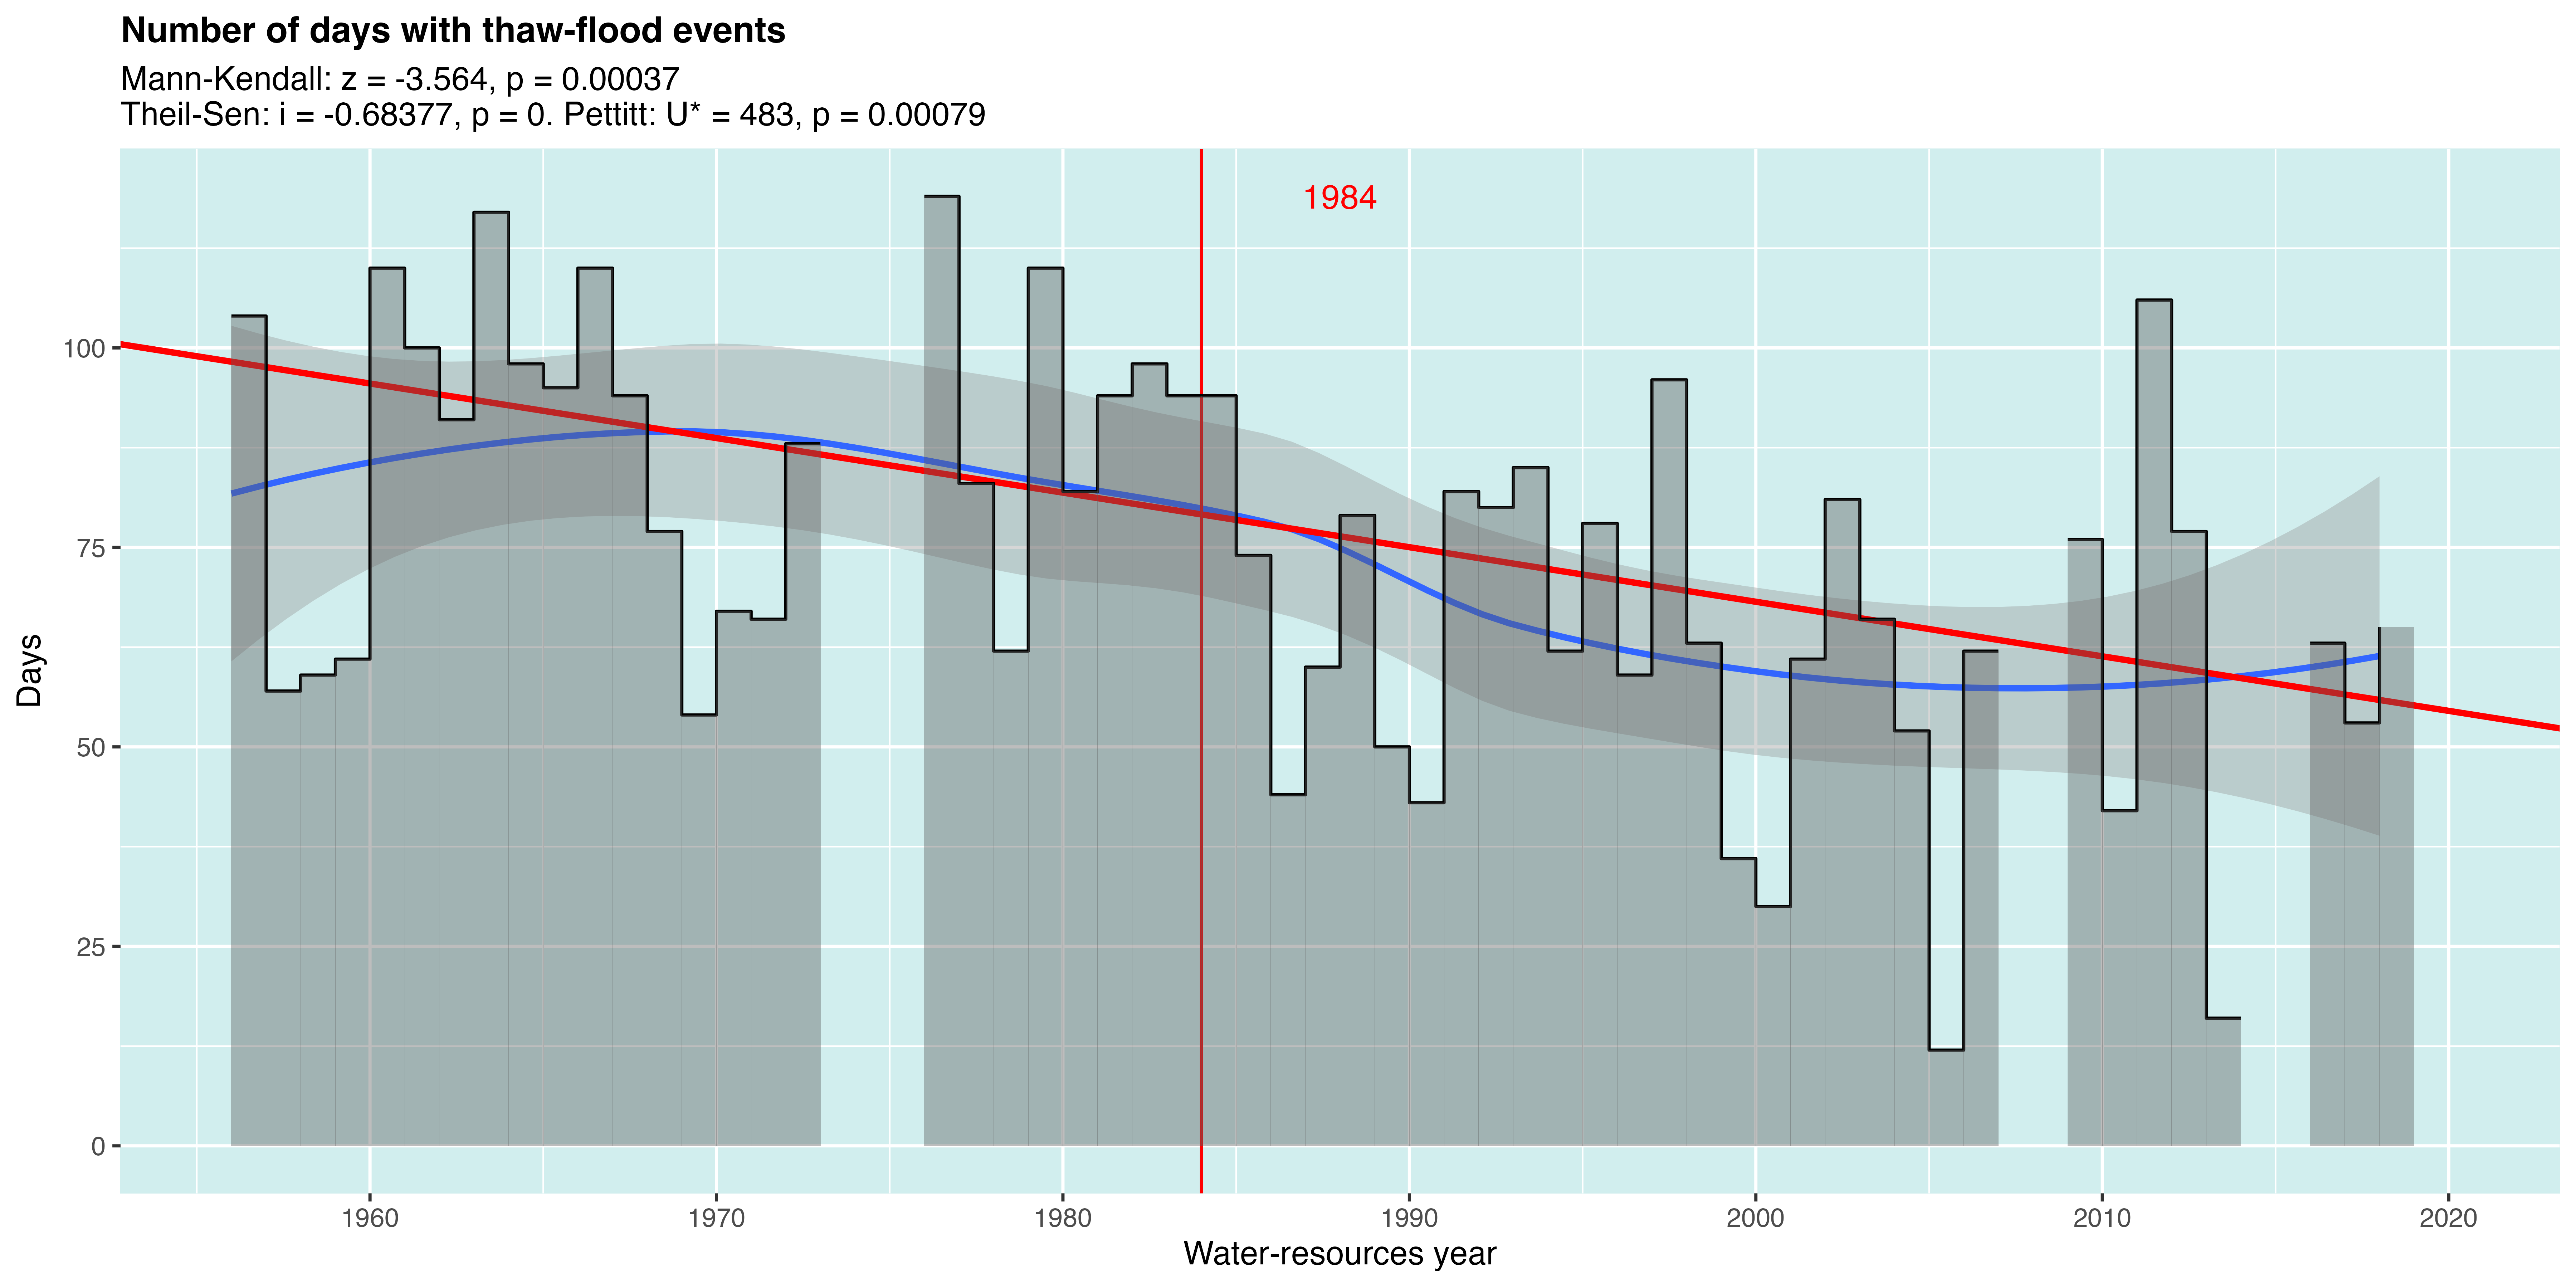 Number of days with thaw-flood events
Mann-Kendall: z = -3.564, p = 0.00037
Theil-Sen: i = -0.68377, p = 0. Pettitt: U* = 483, p = 0.00079
1984
100
75
50
25
0
Days
1960 1970 1980 1990 2000 2010 2020
Water-resources year